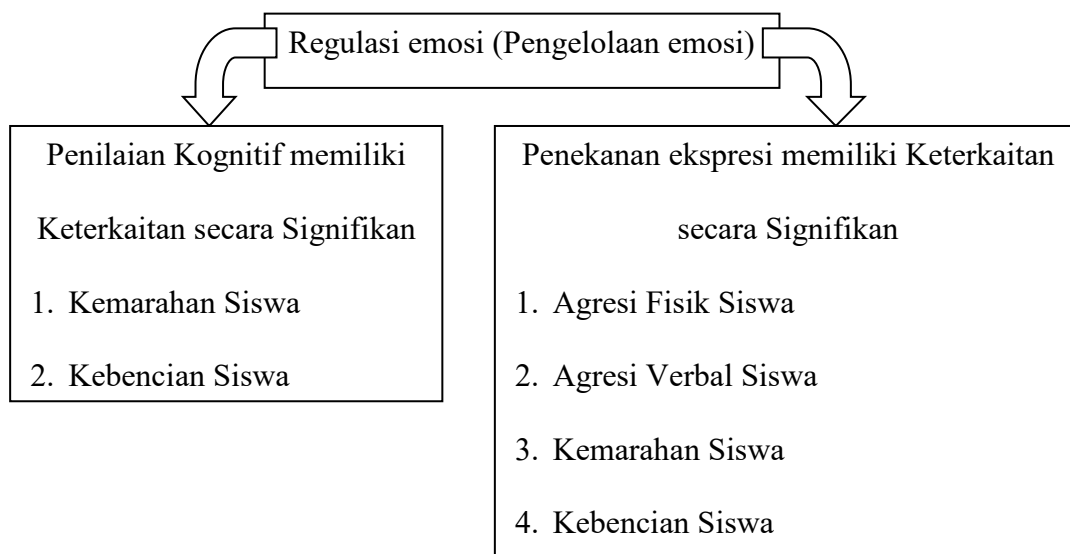 Regulasi emosi (Pengelolaan emosi)
Penilaian Kognitif memiliki
Keterkaitan secara Signifikan
1. Kemarahan Siswa
2. Kebencian Siswa
Penekanan ekspresi memiliki Keterkaitan
secara Signifikan
1. Agresi Fisik Siswa
2. Agresi Verbal Siswa
3. Kemarahan Siswa
4. Kebencian Siswa